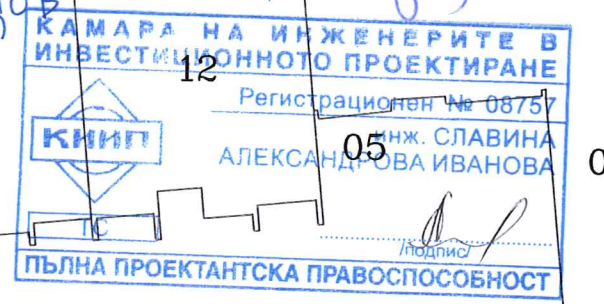 КАМАРА НА ИНЖЕНЕРИТЕ В
ИНВЕСТИЦИОННОТО ПРОЕКТИРАНЕ
12
Регистрационен № 08757
КИИП
инж. СЛАВИНА
05
АЛЕКСАНДРОВА ИВАНОВА
ТС
/подпис/
ПЪЛНА ПРОЕКТАНТСКА ПРАВОСПОСОБНОСТ